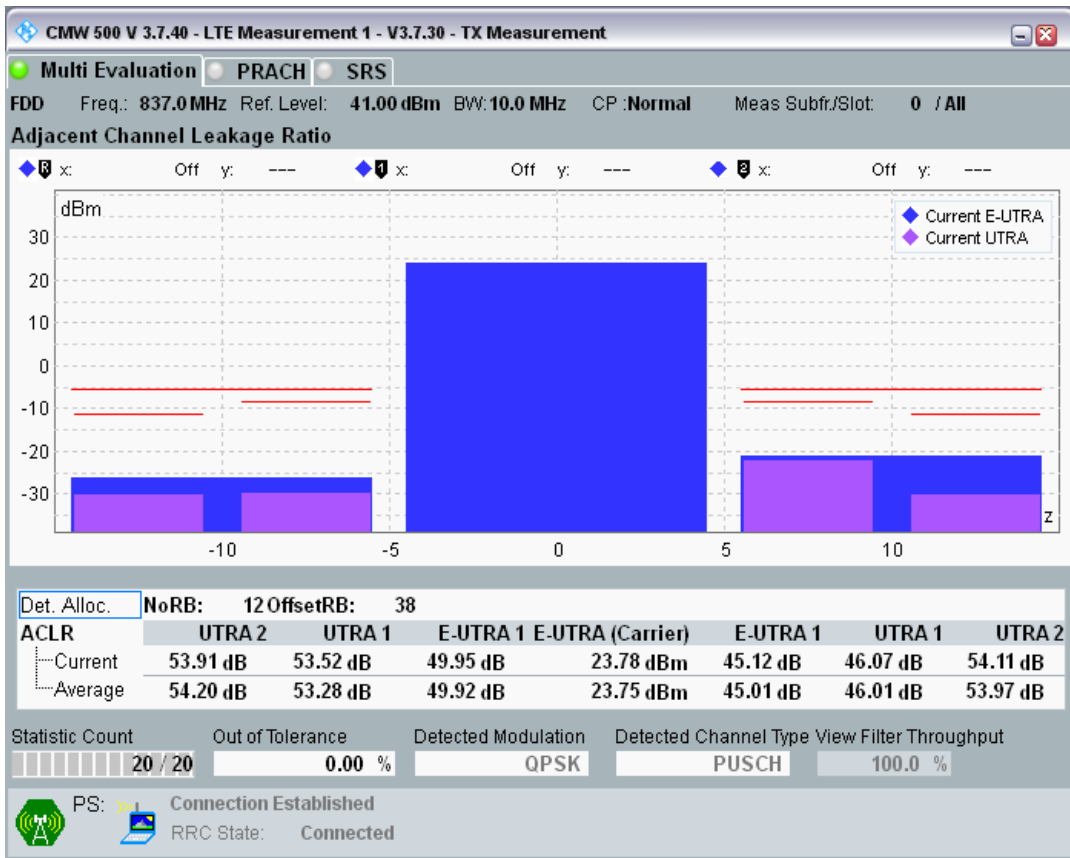 CMW 500 V 3.7.40 - LTE Measurement 1 - V3.7.30 - TX Measurement
Multi Evaluation PRACH SRS
FDD Freq.: 837.0 MHz Ref. Level: 41.00 dBm BW: 10.0 MHz CP :Normal Meas Subfr./Slot: 0 / All
Adjacent Channel Leakage Ratio
R x: Off y: --- 1 x: Off y: --- 2 x: Off y: ---
dBm
Current E-UTRA
Current UTRA
30
20
10
0
-10
-20
-30
z
-10 -5 0 5 10
Det. Alloc. NoRB: 12 OffsetRB: 38
ACLR UTRA 2 UTRA 1 E-UTRA 1 E-UTRA (Carrier) E-UTRA 1 UTRA 1 UTRA 2
Current 53.91 dB 53.52 dB 49.95 dB 23.78 dBm 45.12 dB 46.07 dB 54.11 dB
Average 54.20 dB 53.28 dB 49.92 dB 23.75 dBm 45.01 dB 46.01 dB 53.97 dB
Statistic Count Out of Tolerance Detected Modulation Detected Channel Type View Filter Throughput
20 / 20 0.00 % QPSK PUSCH 100.0 %
PS: Connection Established
RRC State: Connected